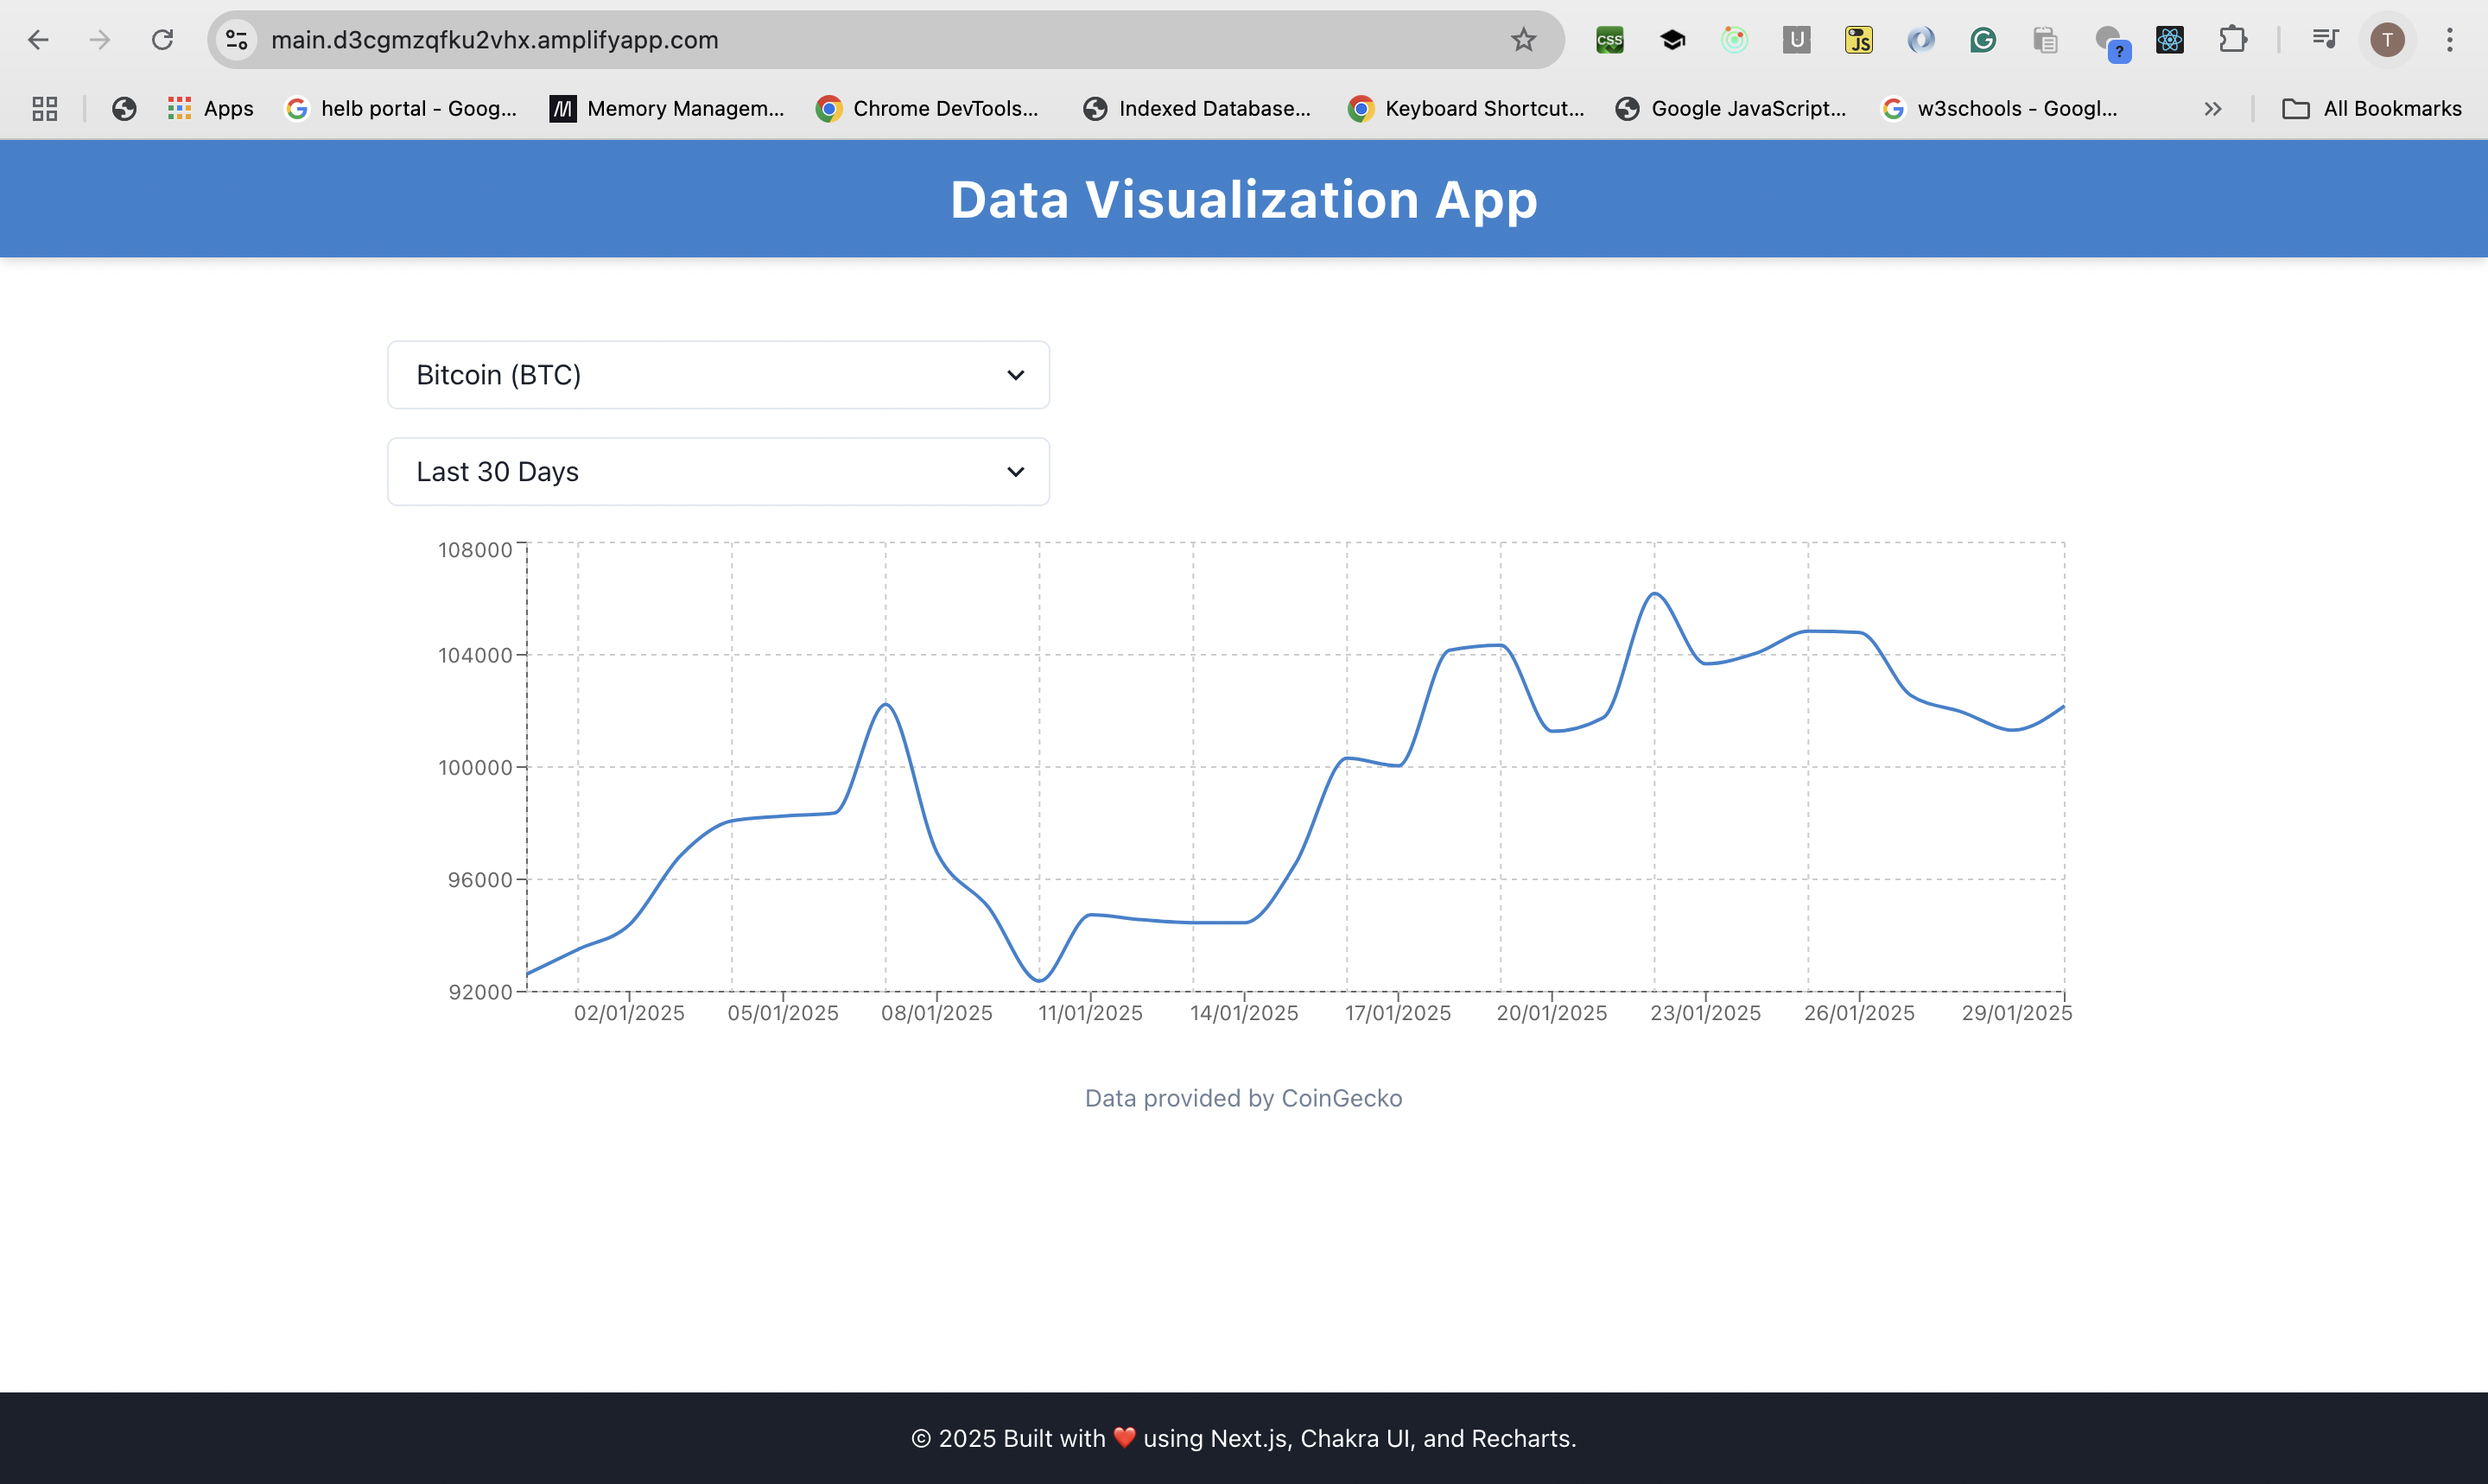 main.d3cgmzqfku2vhx.amplifyapp.com
CSS
U
JS
G
?
T
Apps
helb portal - Goog...
Memory Managem...
Chrome DevTools...
Indexed Database...
Keyboard Shortcut...
Google JavaScript...
w3schools - Googl...
All Bookmarks
Data Visualization App
Bitcoin (BTC)
Last 30 Days
108000
104000
100000
96000
92000
02/01/2025 05/01/2025 08/01/2025 11/01/2025 14/01/2025 17/01/2025 20/01/2025 23/01/2025 26/01/2025 29/01/2025
Data provided by CoinGecko
© 2025 Built with ❤️ using Next.js, Chakra UI, and Recharts.